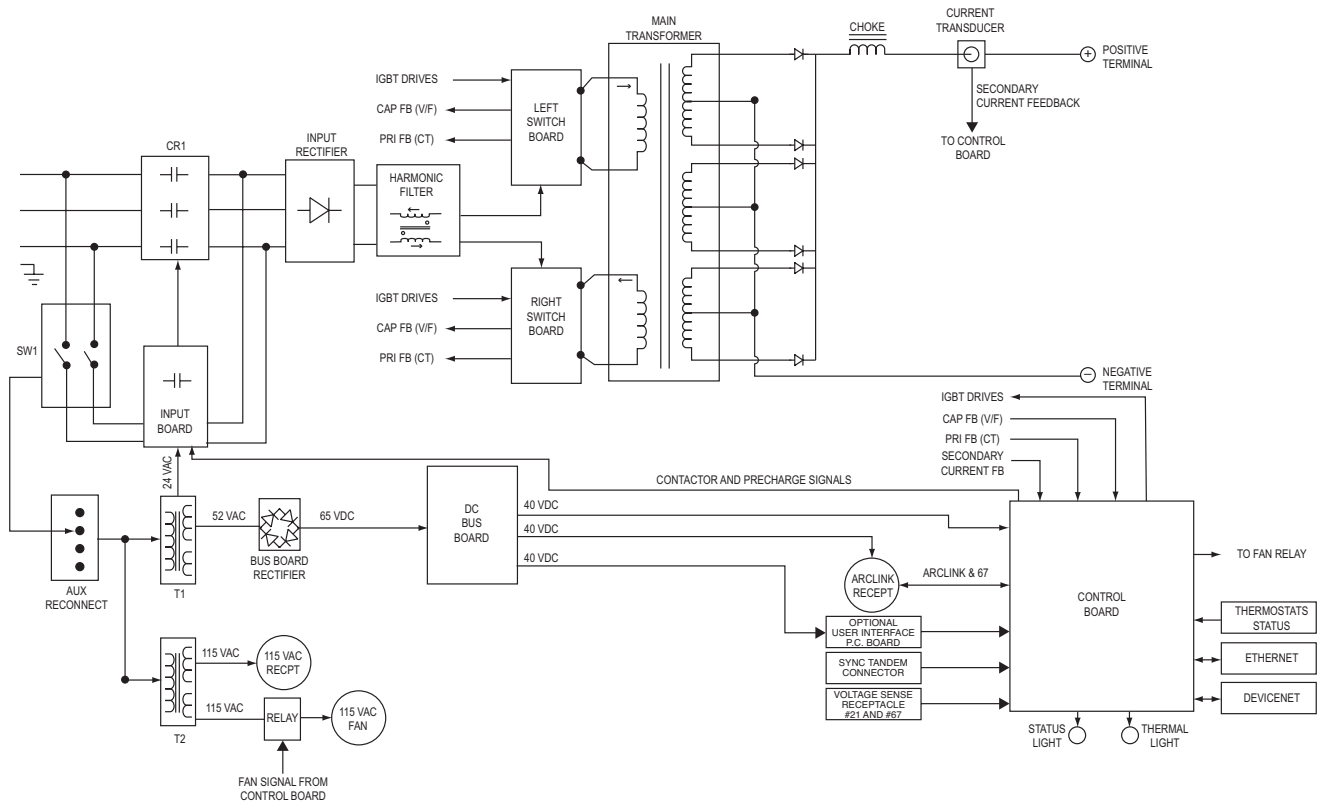 MAIN
TRANSFORMER
CHOKE
CURRENT
TRANSDUCER
POSITIVE
TERMINAL
SECONDARY
CURRENT FEEDBACK
TO CONTROL
BOARD
IGBT DRIVES
CAP FB (V/F)
PRI FB (CT)
LEFT
SWITCH
BOARD
CR1
INPUT
RECTIFIER
HARMONIC
FILTER
IGBT DRIVES
CAP FB (V/F)
PRI FB (CT)
RIGHT
SWITCH
BOARD
SW1
INPUT
BOARD
NEGATIVE
TERMINAL
IGBT DRIVES
CAP FB (V/F)
PRI FB (CT)
SECONDARY
CURRENT FB
24 VAC
CONTACTOR AND PRECHARGE SIGNALS
52 VAC
65 VDC
BUS BOARD
RECTIFIER
DC
BUS
BOARD
40 VDC
40 VDC
40 VDC
AUX
RECONNECT
T1
ARCLINK
RECEPT
ARCLINK & 67
CONTROL
BOARD
TO FAN RELAY
THERMOSTATS
STATUS
ETHERNET
DEVICENET
OPTIONAL
USER INTERFACE
P.C. BOARD
SYNC TANDEM
CONNECTOR
VOLTAGE SENSE
RECEPTACLE
#21 AND #67
STATUS
LIGHT
THERMAL
LIGHT
115 VAC
115 VAC
RECPT
115 VAC
RELAY
115 VAC
FAN
T2
FAN SIGNAL FROM
CONTROL BOARD